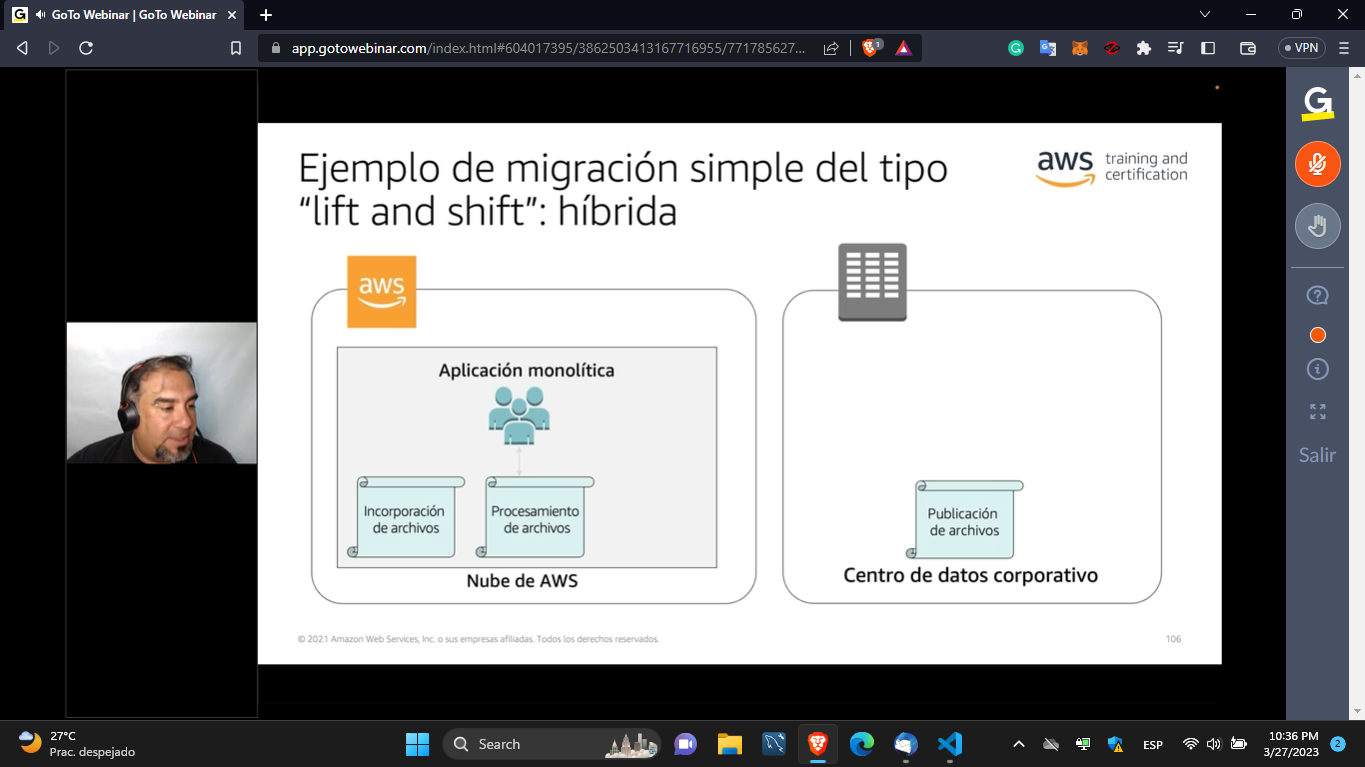 GoTo Webinar | GoTo Webinar
app.gotowebinar.com/index.html#604017395/3862503413167716955/771785627...
1
VPN
Ejemplo de migración simple del tipo
“lift and shift”: híbrida
aws training and
certification
aws
Aplicación monolítica
Incorporación
de archivos
Procesamiento
de archivos
Nube de AWS
Publicación
de archivos
Centro de datos corporativo
© 2021 Amazon Web Services, Inc. o sus empresas afiliadas. Todos los derechos reservados.
106
G
Salir
27°C
Prac. despejado
Search
ESP
10:36 PM
3/27/2023
2